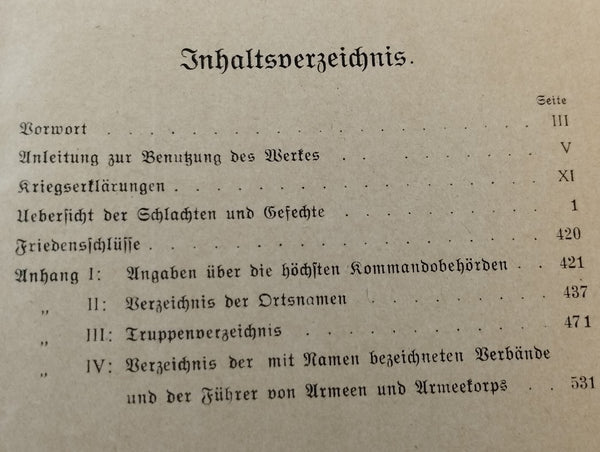 Inhaltsverzeichnis.
Seite
Vorwort . . . . . . . . . . . . . . . . III
Anleitung zur Benutzung des Werkes . . . . . . V
Kriegserklärungen . . . . . . . . . . . . . XI
Uebersicht der Schlachten und Gefechte . . . . . . 1
Friedensschlüsse . . . . . . . . . . . . . 420
Anhang I: Angaben über die höchsten Kommandobehörden . . 421
„ II: Verzeichnis der Ortsnamen . . . . . . . 437
„ III: Truppenverzeichnis . . . . . . . . . 471
„ IV: Verzeichnis der mit Namen bezeichneten Verbände
und der Führer von Armeen und Armeekorps . . 531